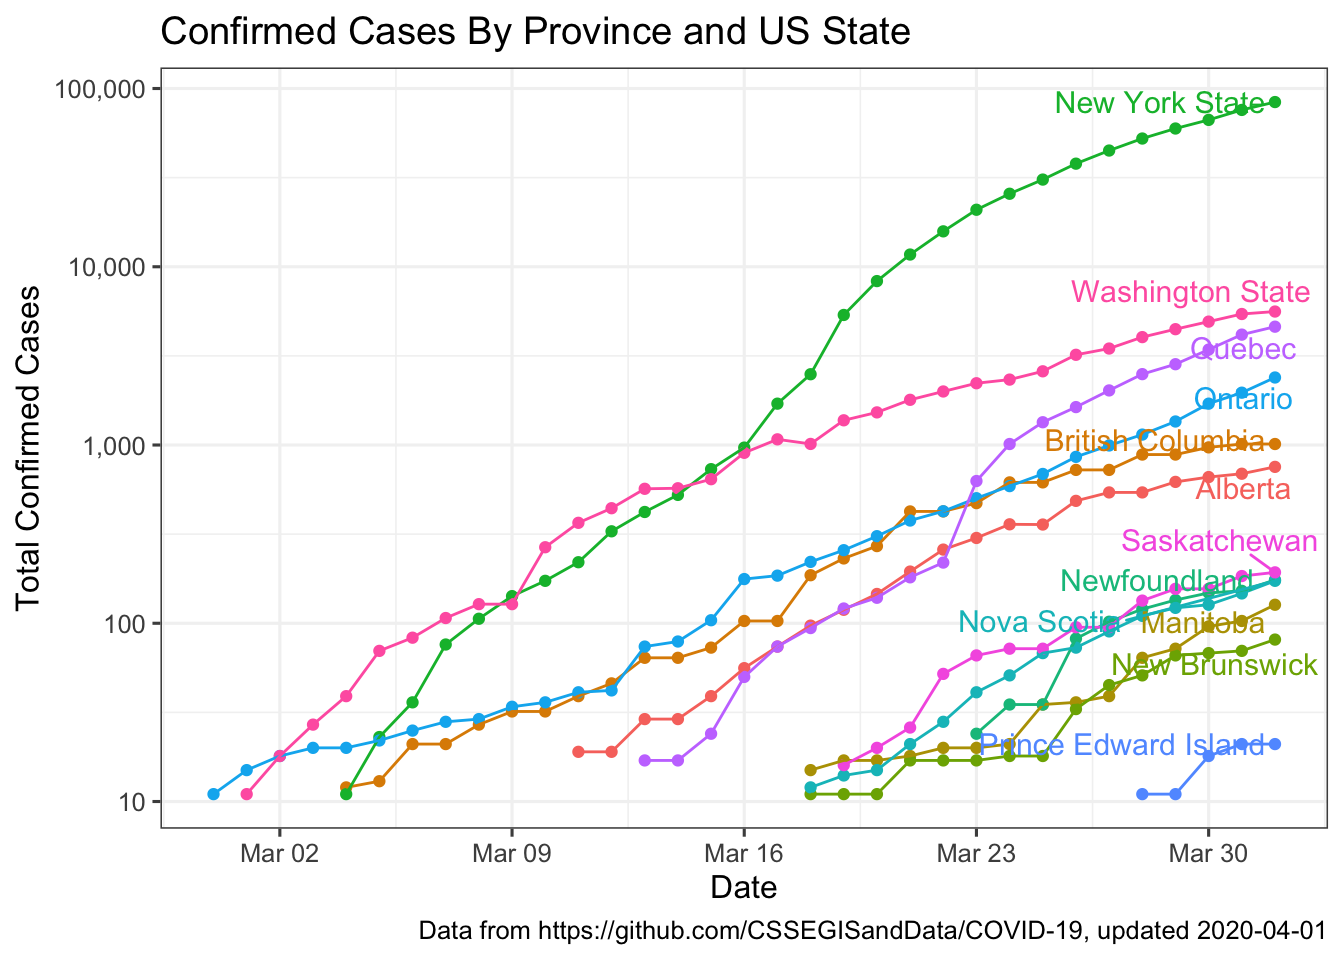 Confirmed Cases By Province and US State
100,000
10,000
1,000
100
10
Total Confirmed Cases
New York State
Washington State
Quebec
Ontario
British Columbia
Alberta
Saskatchewan
Newfoundland
Nova Scotia
Manitoba
New Brunswick
Prince Edward Island
Mar 02
Mar 09
Mar 16
Mar 23
Mar 30
Date
Data from https://github.com/CSSEGISandData/COVID-19, updated 2020-04-01